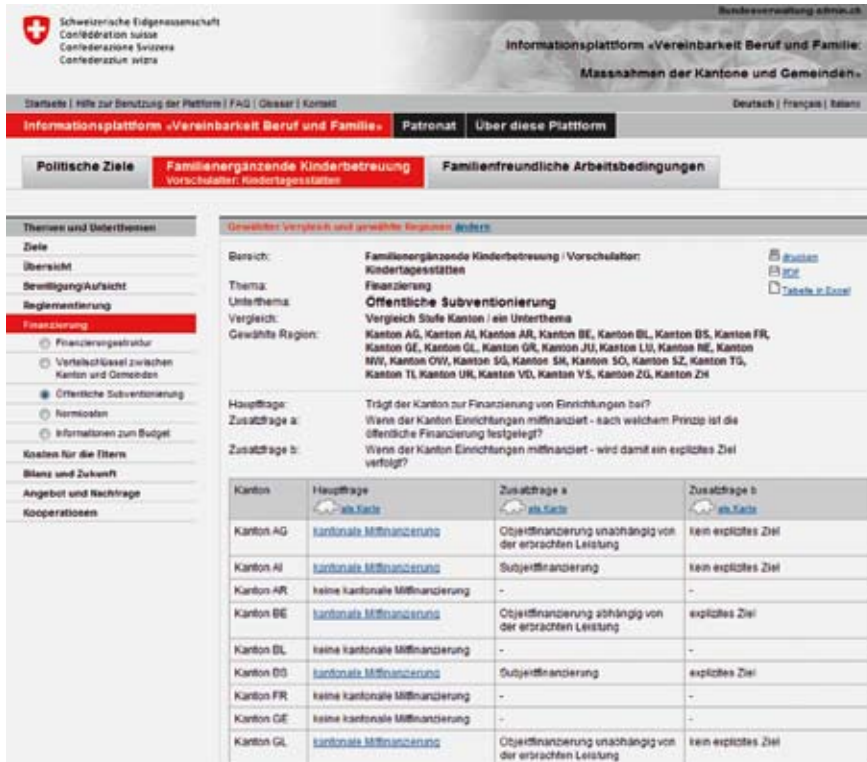 Bundesverwaltung admin.ch
Schweizerische Eidgenossenschaft
Confédération suisse
Confederazione Svizzera
Confederaziun svizra
Informationsplattform «Vereinbarkeit Beruf und Familie:
Massnahmen der Kantone und Gemeinden»
Startseite | Hilfe zur Benutzung der Plattform | FAQ | Glossar | Kontakt
Deutsch | Français | Italiano
Informationsplattform «Vereinbarkeit Beruf und Familie» Patronat Über diese Plattform
Politische Ziele
Familienergänzende Kinderbetreuung
Vorschulalter: Kindertagesstätten
Familienfreundliche Arbeitsbedingungen
Themen und Unterthemen
Ziele
Übersicht
Bewilligung/Aufsicht
Reglementierung
Finanzierung
Finanzierungsstruktur
Verteilschlüssel zwischen
Kanton und Gemeinden
Öffentliche Subventionierung
Normkosten
Informationen zum Budget
Kosten für die Eltern
Bilanz und Zukunft
Angebot und Nachfrage
Kooperationen
Gewählter Vergleich und gewählte Regionen ändern
Bereich: Familienergänzende Kinderbetreuung / Vorschulalter:
Kindertagesstätten
Thema: Finanzierung
Unterthema: Öffentliche Subventionierung
Vergleich: Vergleich Stufe Kanton / ein Unterthema
Gewählte Region: Kanton AG, Kanton AI, Kanton AR, Kanton BE, Kanton BL, Kanton BS, Kanton FR,
Kanton GE, Kanton GL, Kanton GR, Kanton JU, Kanton LU, Kanton NE, Kanton
NW, Kanton OW, Kanton SG, Kanton SH, Kanton SO, Kanton SZ, Kanton TG,
Kanton TI, Kanton UR, Kanton VD, Kanton VS, Kanton ZG, Kanton ZH
drucken
PDF
Tabelle in Excel
Hauptfrage: Trägt der Kanton zur Finanzierung von Einrichtungen bei?
Zusatzfrage a: Wenn der Kanton Einrichtungen mitfinanziert - nach welchem Prinzip ist die
öffentliche Finanzierung festgelegt?
Zusatzfrage b: Wenn der Kanton Einrichtungen mitfinanziert - wird damit ein explizites Ziel
verfolgt?
Kanton Hauptfrage Zusatzfrage a Zusatzfrage b
als Karte als Karte als Karte
Kanton AG kantonale Mitfinanzierung Objektfinanzierung unabhängig von kein explizites Ziel
der erbrachten Leistung
Kanton AI kantonale Mitfinanzierung Subjektfinanzierung kein explizites Ziel
Kanton AR keine kantonale Mitfinanzierung - -
Kanton BE kantonale Mitfinanzierung Objektfinanzierung abhängig von explizites Ziel
der erbrachten Leistung
Kanton BL keine kantonale Mitfinanzierung - -
Kanton BS kantonale Mitfinanzierung Subjektfinanzierung explizites Ziel
Kanton FR keine kantonale Mitfinanzierung - -
Kanton GE keine kantonale Mitfinanzierung - -
Kanton GL kantonale Mitfinanzierung Objektfinanzierung unabhängig von kein explizites Ziel
der erbrachten Leistung